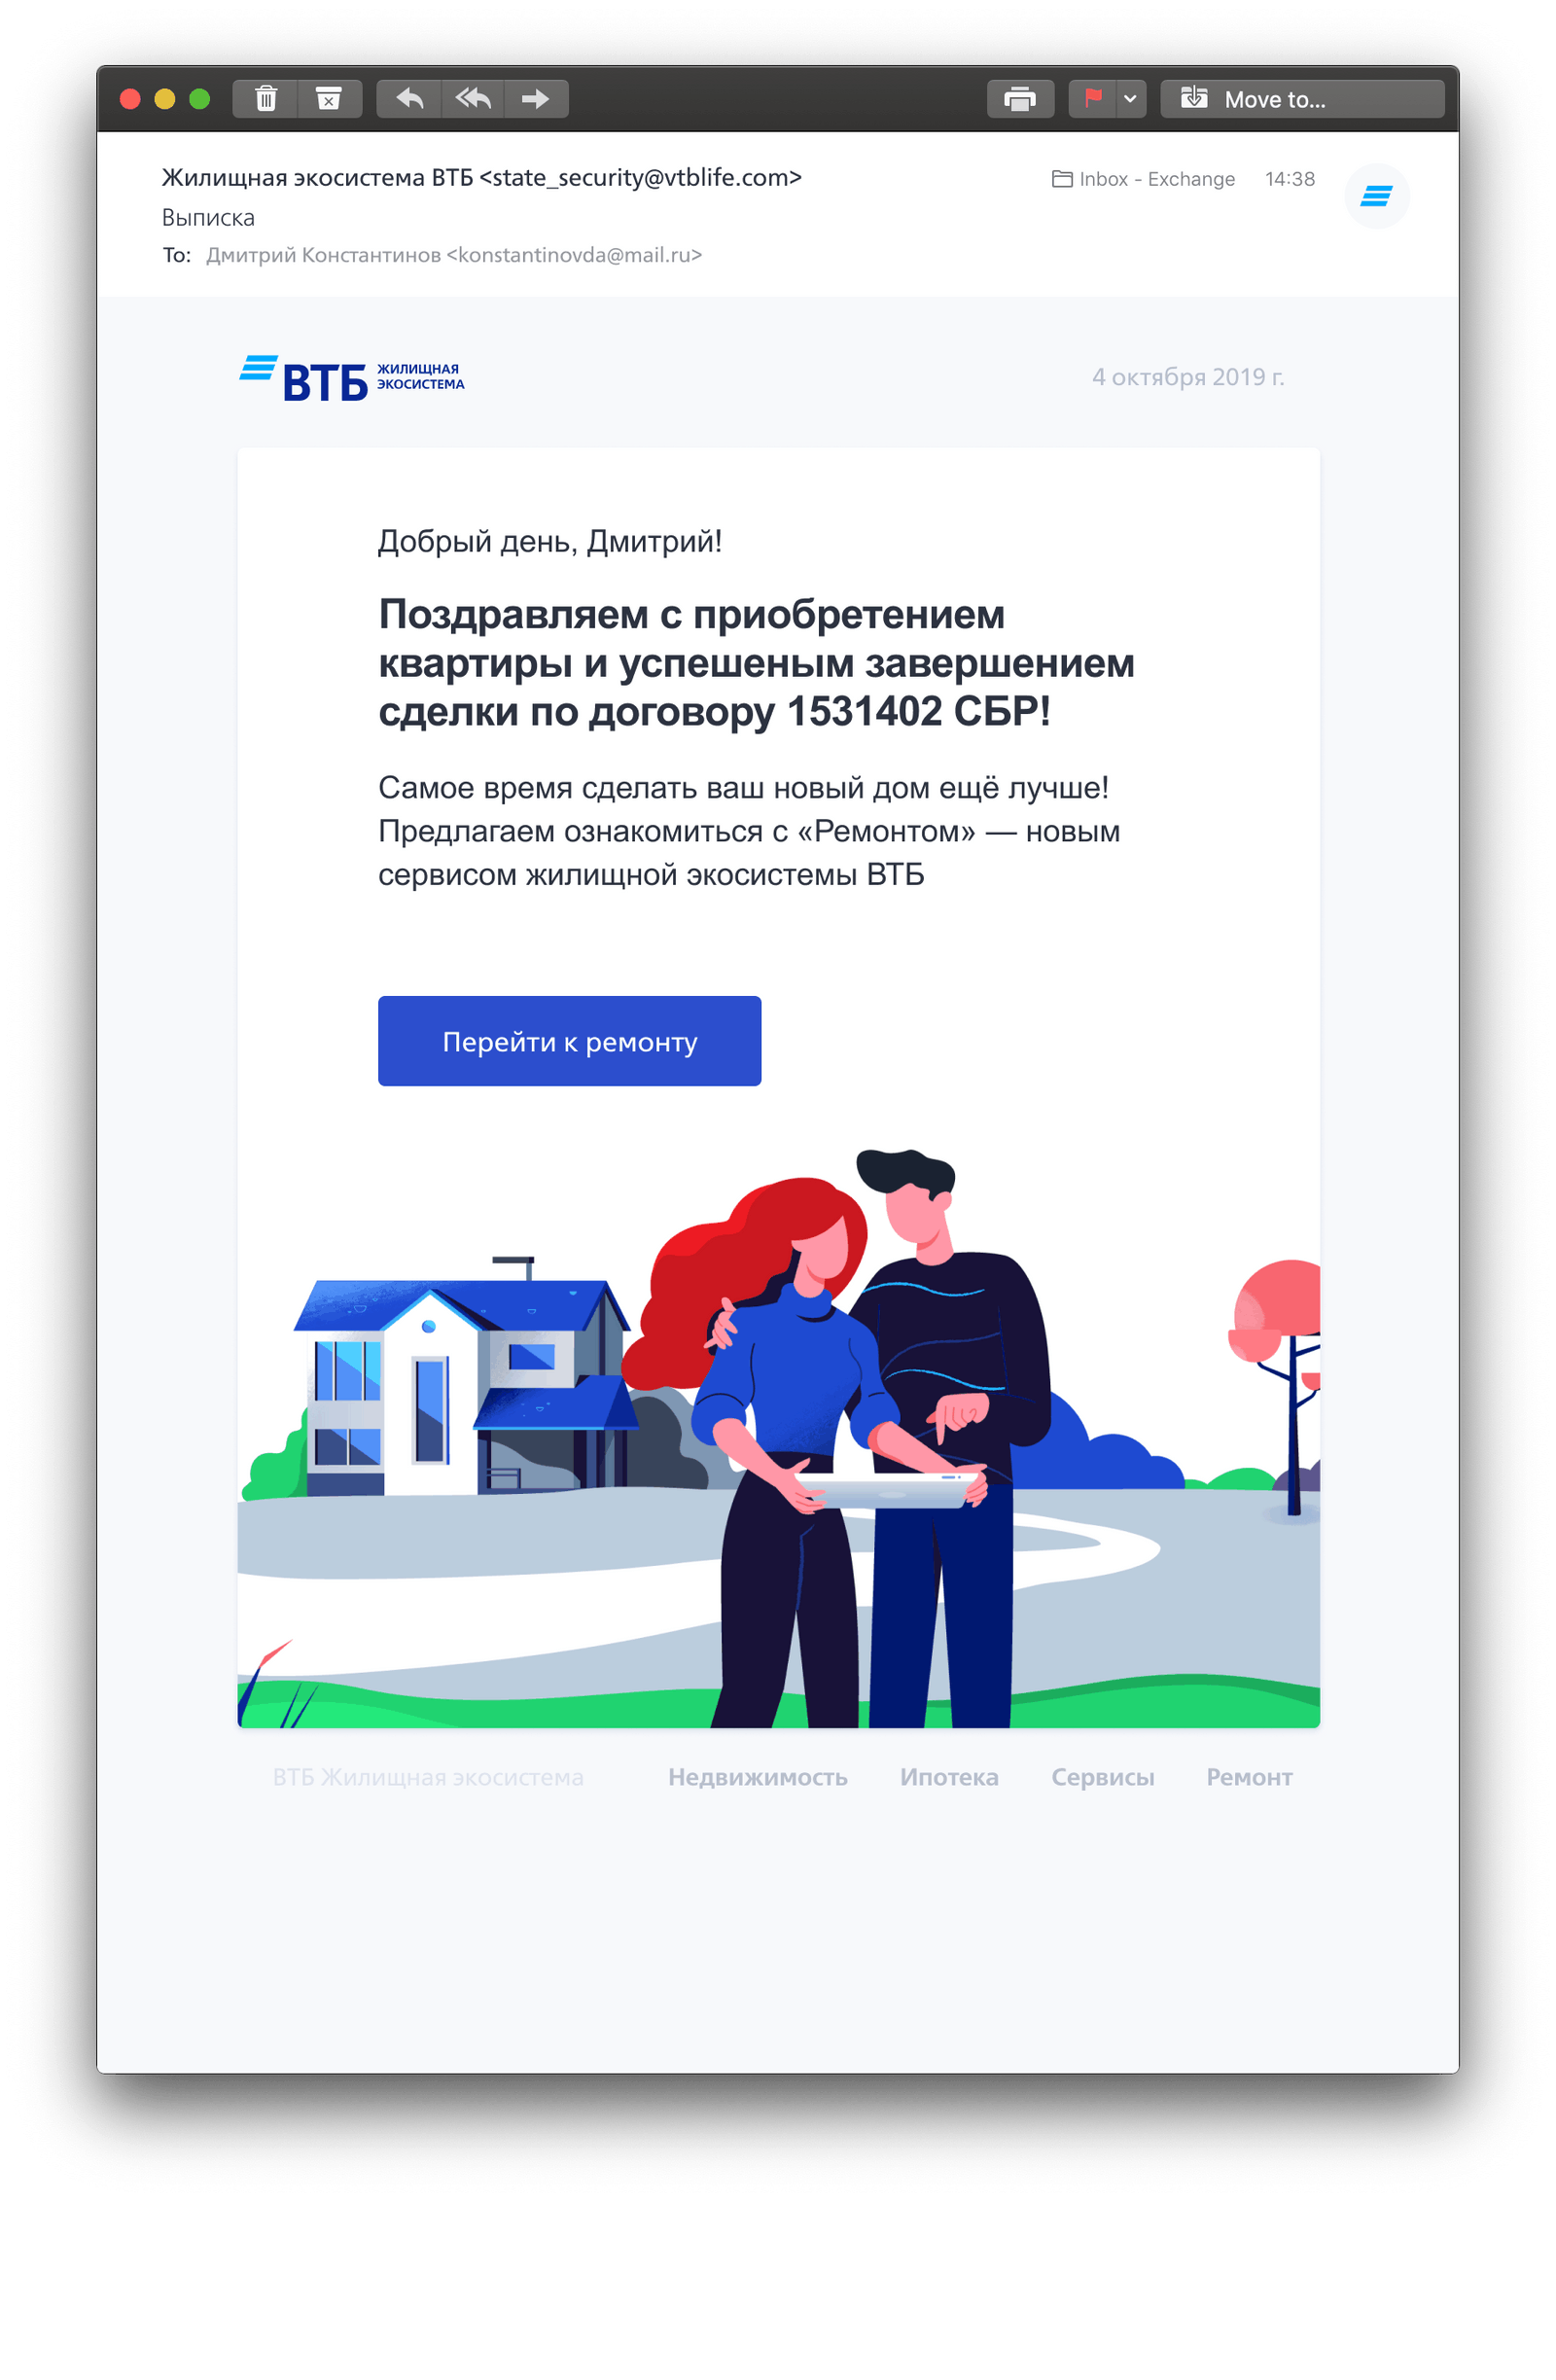 Move to...
Жилищная экосистема ВТБ <state_security@vtblife.com>
Inbox - Exchange 14:38
Выписка
To: Дмитрий Константинов <konstantinovda@mail.ru>
ВТБ ЖИЛИЩНАЯ
ЭКОСИСТЕМА
4 октября 2019 г.
Добрый день, Дмитрий!
Поздравляем с приобретением
квартиры и успешеным завершением
сделки по договору 1531402 СБР!
Самое время сделать ваш новый дом ещё лучше!
Предлагаем ознакомиться с «Ремонтом» — новым
сервисом жилищной экосистемы ВТБ
Перейти к ремонту
ВТБ Жилищная экосистема Недвижимость Ипотека Сервисы Ремонт